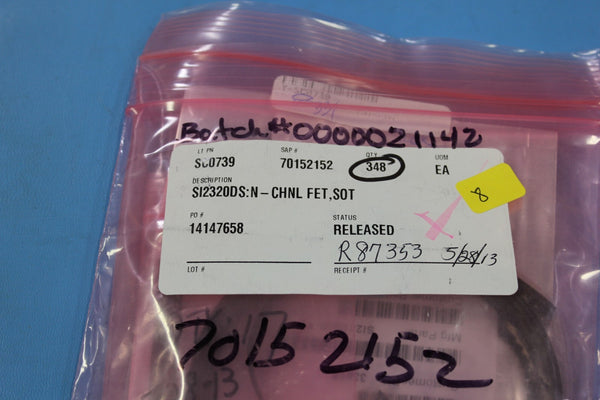 Batch#0000021142
LT PN SAP # QTY UOM
SC0739 70152152 348 EA
DESCRIPTION
SI2320DS:N-CHNL FET,SOT
8
PO # STATUS
14147658 RELEASED
R87353 5/28/13
LOT # RECEIPT #
70152152